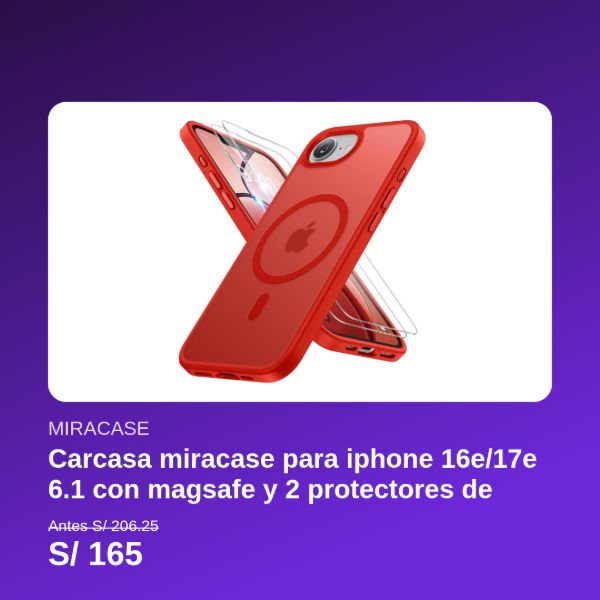 MIRACASE
Carcasa miracase para iphone 16e/17e
6.1 con magsafe y 2 protectores de
Antes S/ 206.25
S/ 165